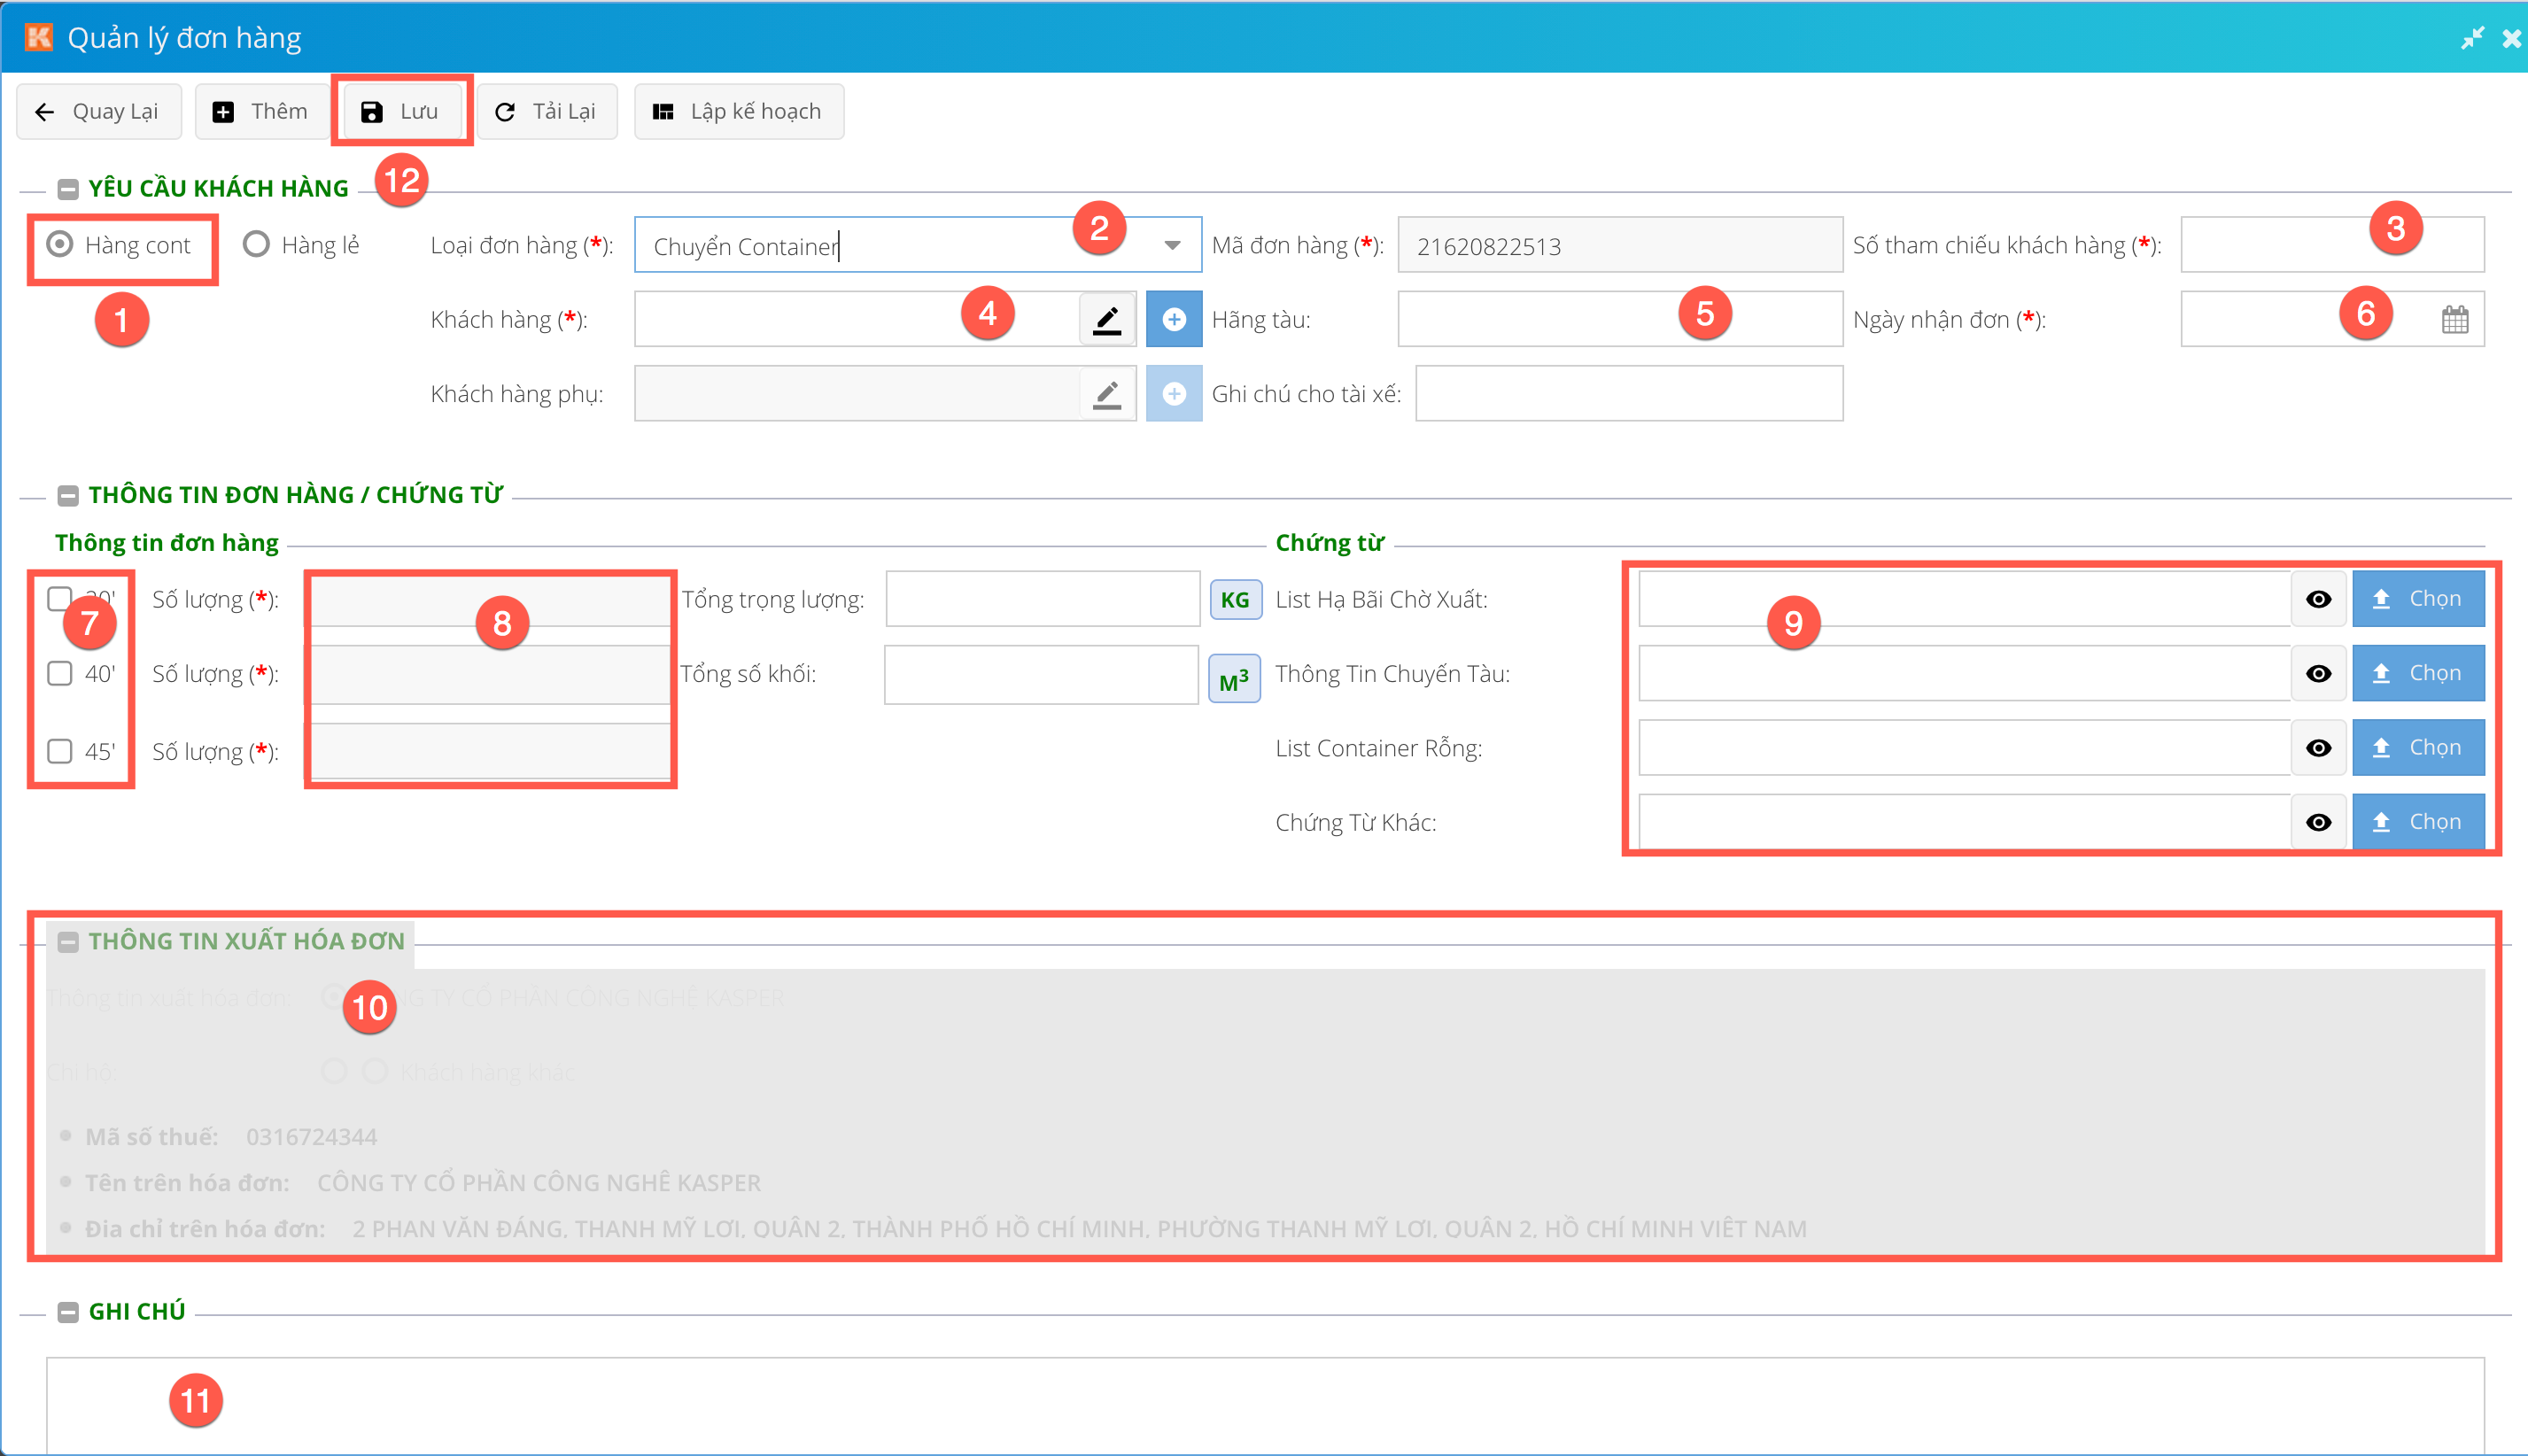 Quản lý đơn hàng
Quay Lại Thêm Lưu Tải Lại Lập kế hoạch
12
YÊU CẦU KHÁCH HÀNG
Hàng cont Hàng lẻ Loại đơn hàng (*): Chuyển Container 2 Mã đơn hàng (*): 21620822513 Số tham chiếu khách hàng (*): 3
1 Khách hàng (*): 4 Hãng tàu: 5 Ngày nhận đơn (*): 6
Khách hàng phụ: Ghi chú cho tài xế:
THÔNG TIN ĐƠN HÀNG / CHỨNG TỪ
Thông tin đơn hàng Chứng từ
7 Số lượng (*): 8 Tổng trọng lượng: KG List Hạ Bãi Chờ Xuất: 9 Chọn
40' Số lượng (*): Tổng số khối: M³ Thông Tin Chuyến Tàu: Chọn
45' Số lượng (*): List Container Rỗng: Chọn
Chứng Từ Khác: Chọn
THÔNG TIN XUẤT HÓA ĐƠN
Thông tin xuất hóa đơn: 10 TY CỔ PHẦN CÔNG NGHỆ KASPER
Chi hộ: Khách hàng khác
Mã số thuế: 0316724344
Tên trên hóa đơn: CÔNG TY CỔ PHẦN CÔNG NGHỆ KASPER
Địa chỉ trên hóa đơn: 2 PHAN VĂN ĐÁNG, THẠNH MỸ LỢI, QUẬN 2, THÀNH PHỐ HỒ CHÍ MINH, PHƯỜNG THẠNH MỸ LỢI, QUẬN 2, HỒ CHÍ MINH VIỆT NAM
GHI CHÚ
11